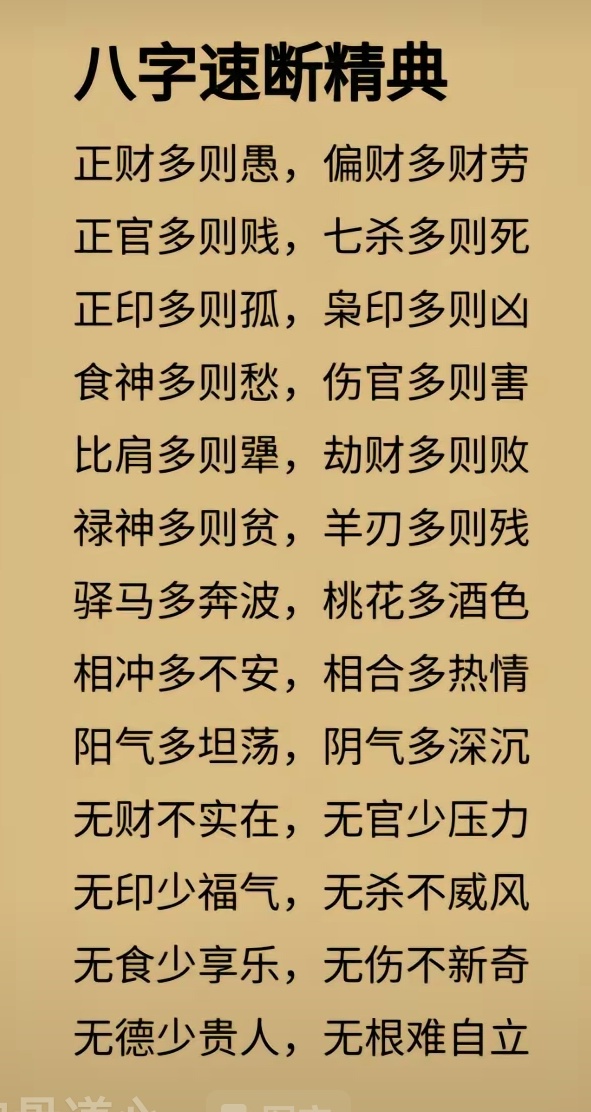 八字速断精典
正财多则愚，偏财多财劳
正官多则贱，七杀多则死
正印多则孤，枭印多则凶
食神多则愁，伤官多则害
比肩多则犟，劫财多则败
禄神多则贫，羊刃多则残
驿马多奔波，桃花多酒色
相冲多不安，相合多热情
阳气多坦荡，阴气多深沉
无财不实在，无官少压力
无印少福气，无杀不威风
无食少享乐，无伤不新奇
无德少贵人，无根难自立